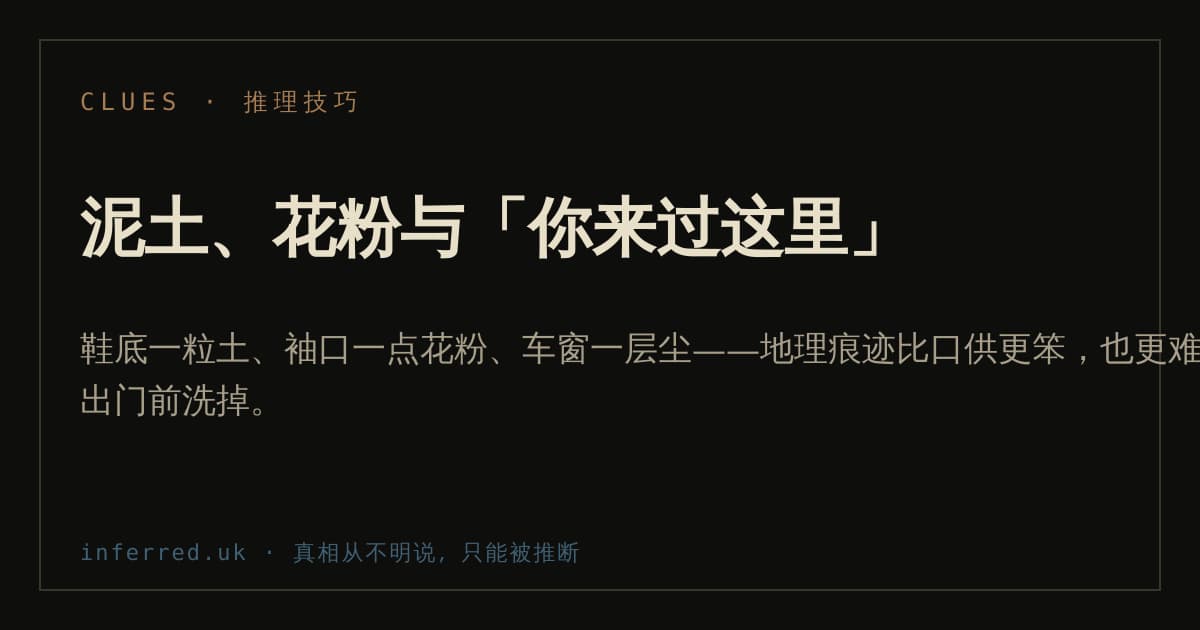 CLUES · 推理技巧
泥土、花粉与「你来过这里」
鞋底一粒土、袖口一点花粉、车窗一层尘——地理痕迹比口供更笨，也更难
出门前洗掉。
inferred.uk · 真相从不明说，只能被推断